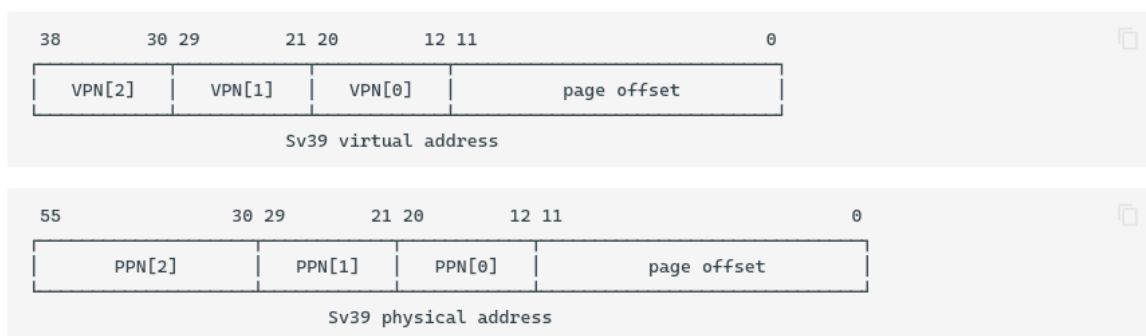 38 30 29 21 20 12 11 0
VPN[2] VPN[1] VPN[0] page offset
Sv39 virtual address
55 30 29 21 20 12 11 0
PPN[2] PPN[1] PPN[0] page offset
Sv39 physical address